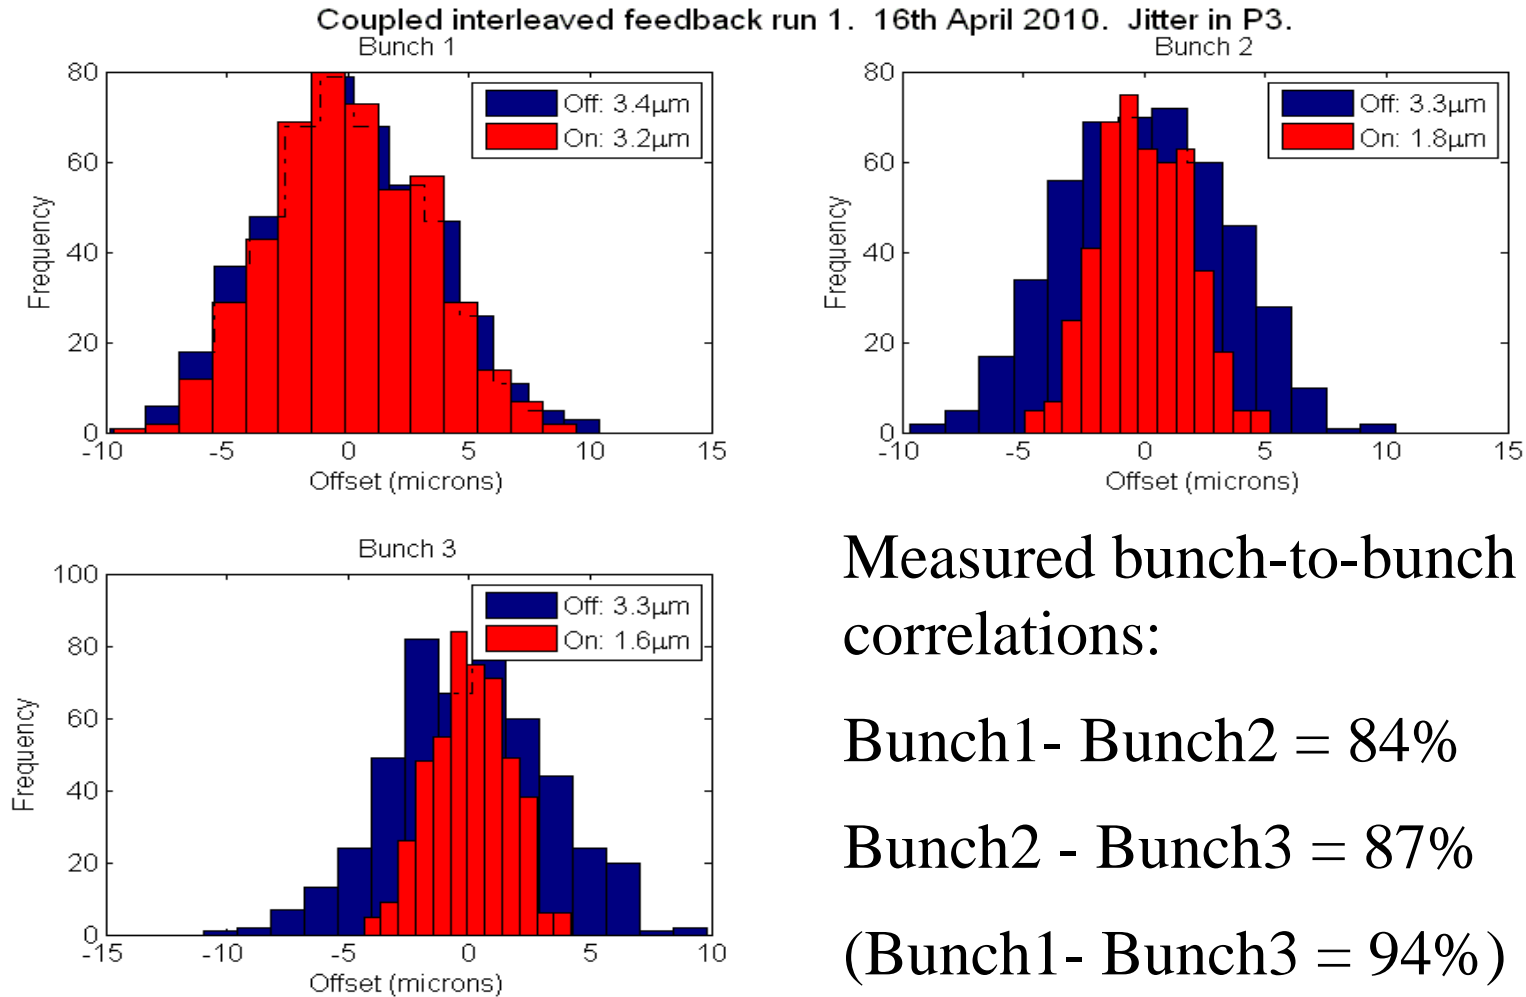 Coupled interleaved feedback run 1.  16th April 2010.  Jitter in P3.
Bunch 1
Off: 3.4μm
On: 3.2μm
Frequency
80
60
40
20
0
-10 -5 0 5 10 15
Offset (microns)
Bunch 2
Off: 3.3μm
On: 1.8μm
Frequency
80
60
40
20
0
-10 -5 0 5 10 15
Offset (microns)
Bunch 3
Off: 3.3μm
On: 1.6μm
Frequency
100
80
60
40
20
0
-15 -10 -5 0 5 10
Offset (microns)
Measured bunch-to-bunch
correlations:
Bunch1- Bunch2 = 84%
Bunch2 - Bunch3 = 87%
(Bunch1- Bunch3 = 94%)